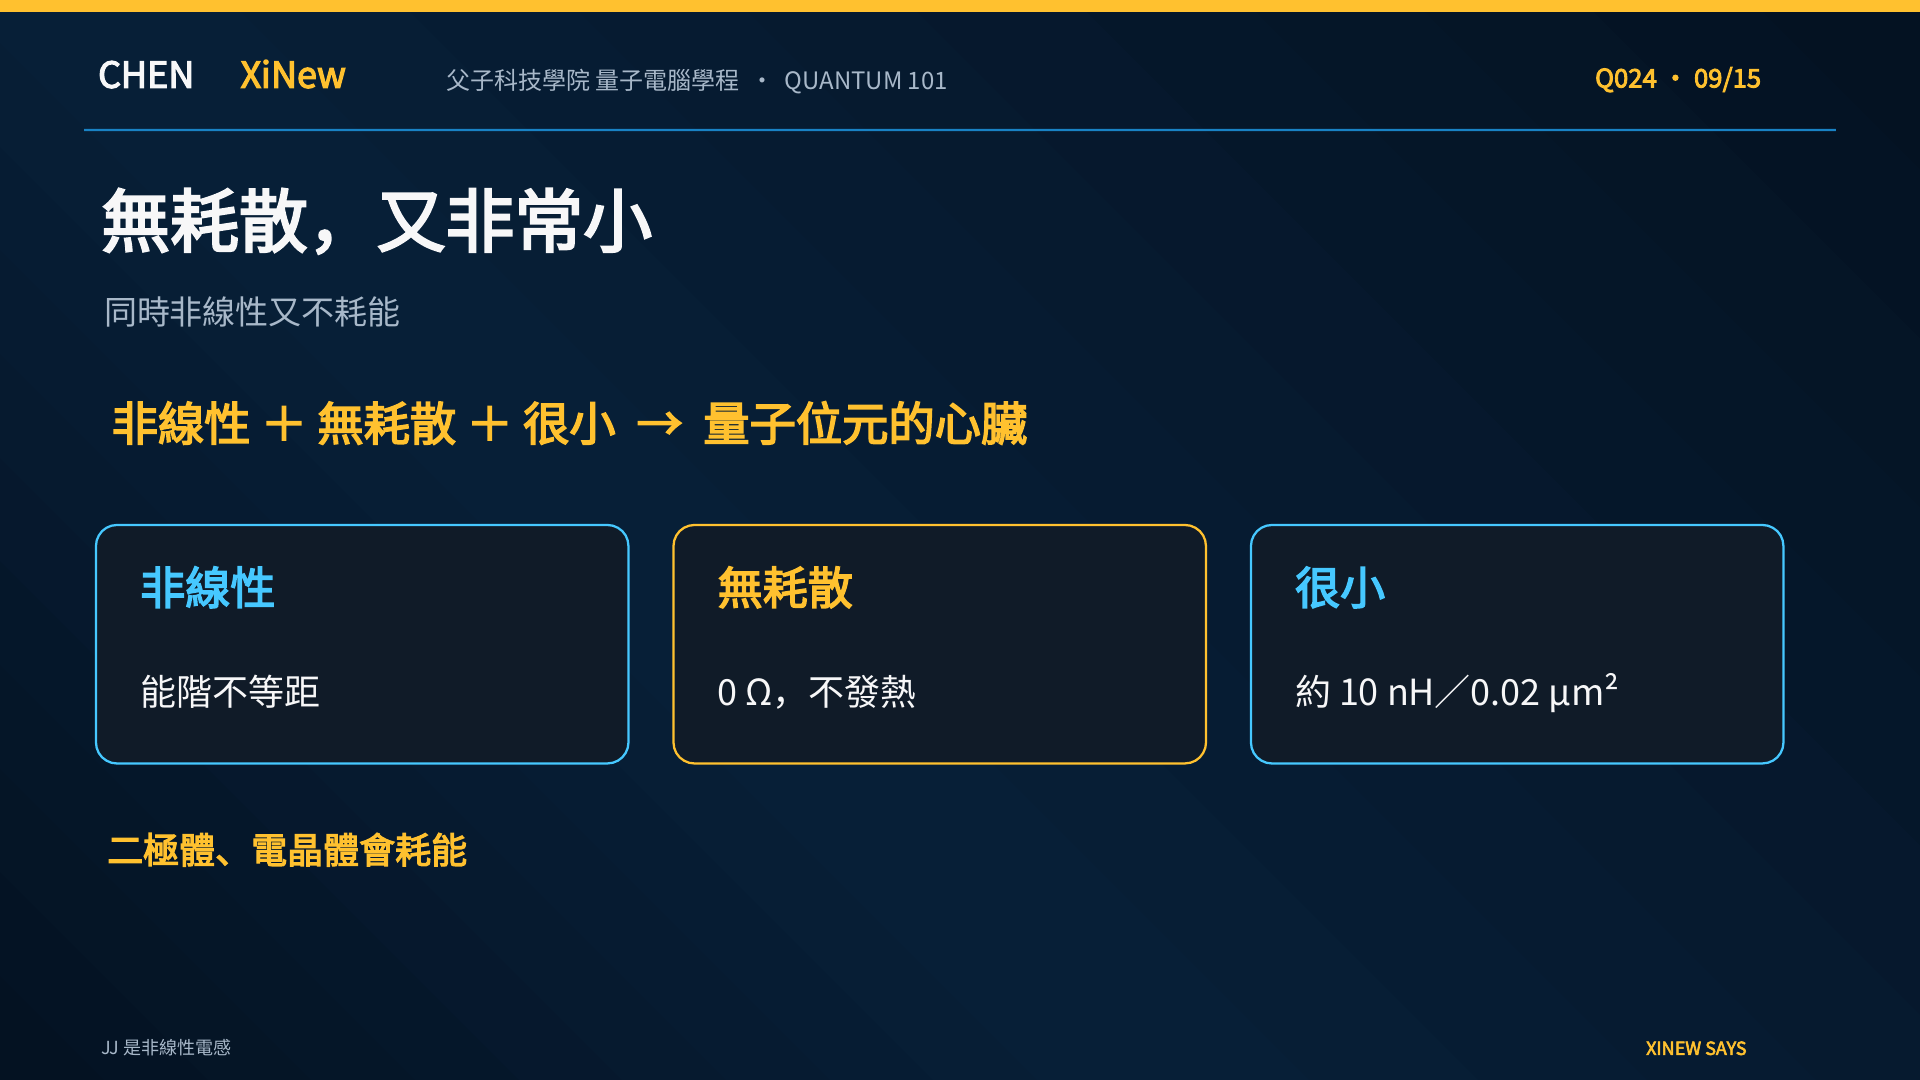 CHEN XiNew 父子科技學院 量子電腦學程 · QUANTUM 101 Q024 · 09/15
無耗散，又非常小
同時非線性又不耗能
非線性＋無耗散＋很小 → 量子位元的心臟
非線性
能階不等距
無耗散
0 Ω，不發熱
很小
約 10 nH／0.02 μm²
二極體、電晶體會耗能
JJ 是非線性電感
XINEW SAYS